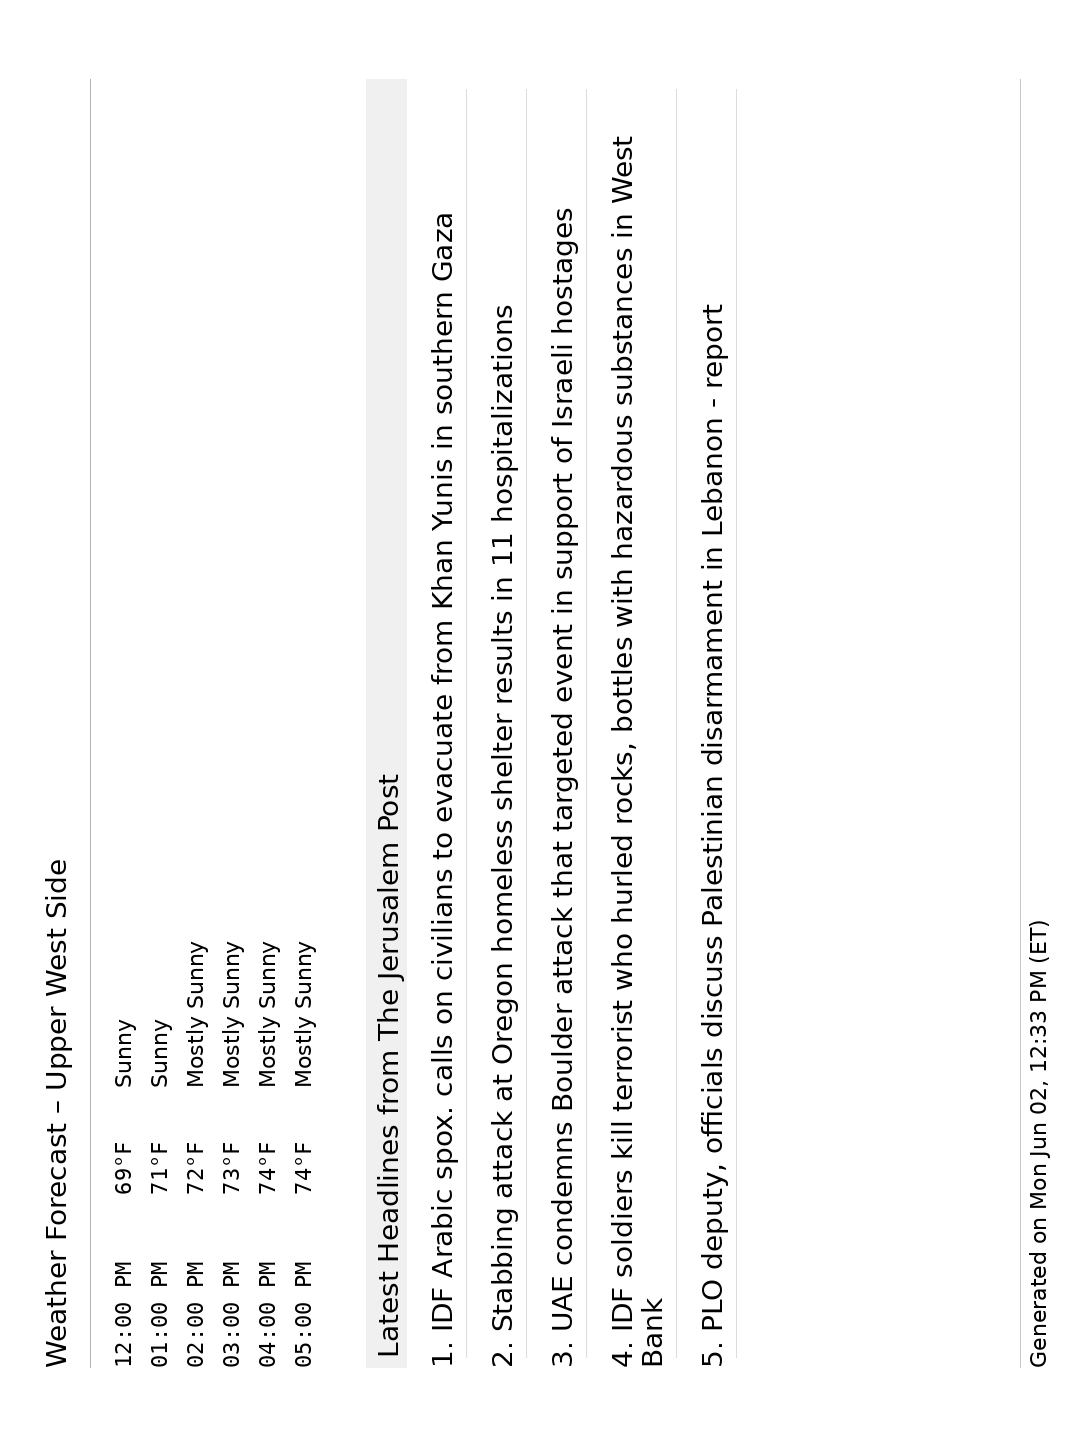 Weather Forecast – Upper West Side
12:00 PM 69°F Sunny
01:00 PM 71°F Sunny
02:00 PM 72°F Mostly Sunny
03:00 PM 73°F Mostly Sunny
04:00 PM 74°F Mostly Sunny
05:00 PM 74°F Mostly Sunny
Latest Headlines from The Jerusalem Post
1. IDF Arabic spox. calls on civilians to evacuate from Khan Yunis in southern Gaza
2. Stabbing attack at Oregon homeless shelter results in 11 hospitalizations
3. UAE condemns Boulder attack that targeted event in support of Israeli hostages
4. IDF soldiers kill terrorist who hurled rocks, bottles with hazardous substances in West
Bank
5. PLO deputy, officials discuss Palestinian disarmament in Lebanon - report
Generated on Mon Jun 02, 12:33 PM (ET)